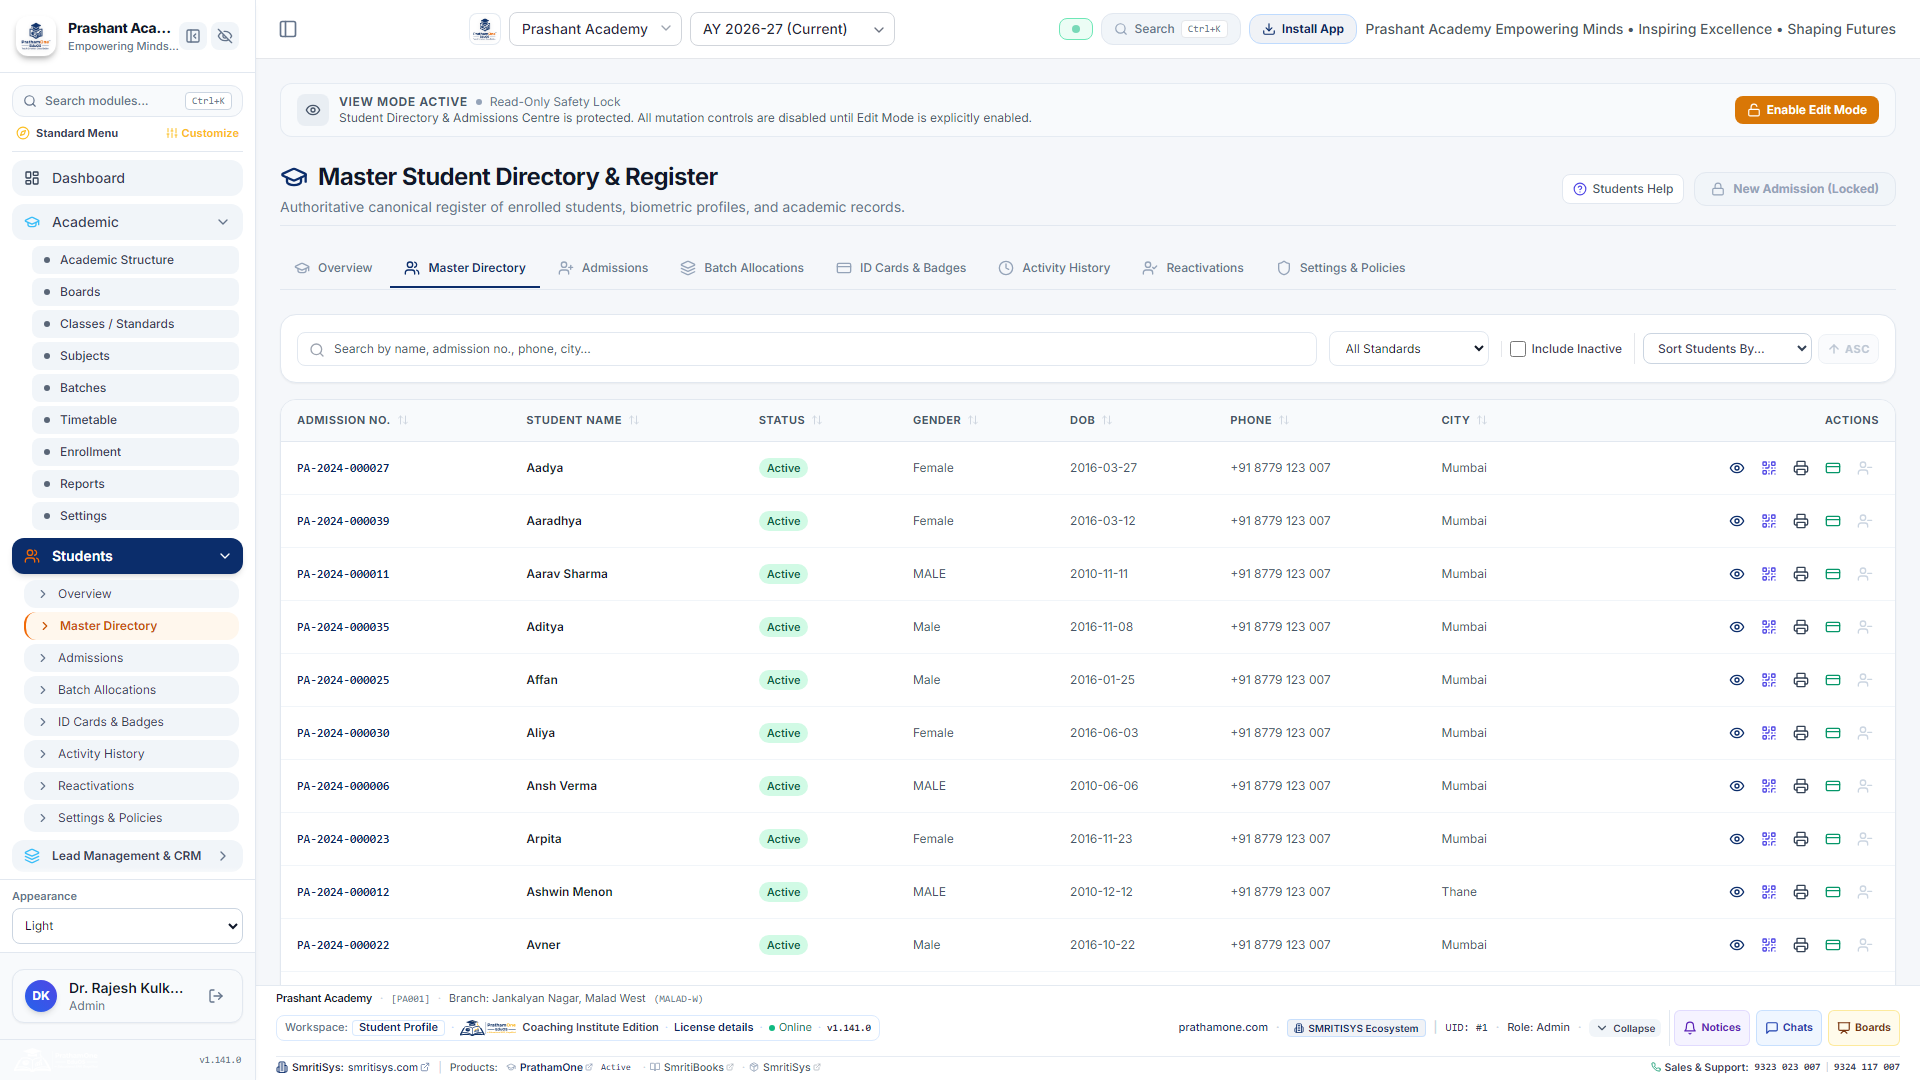 Prashant Aca...
Empowering Minds...
Search modules... Ctrl+K
Standard Menu Customize
Dashboard
Academic
Academic Structure
Boards
Classes / Standards
Subjects
Batches
Timetable
Enrollment
Reports
Settings
Students
Overview
Master Directory
Admissions
Batch Allocations
ID Cards & Badges
Activity History
Reactivations
Settings & Policies
Lead Management & CRM
Appearance
Light
DK Dr. Rajesh Kulk...
Admin
v1.141.0
Prashant Academy AY 2026-27 (Current) Search Ctrl+K Install App Prashant Academy Empowering Minds • Inspiring Excellence • Shaping Futures
VIEW MODE ACTIVE Read-Only Safety Lock
Student Directory & Admissions Centre is protected. All mutation controls are disabled until Edit Mode is explicitly enabled.
Enable Edit Mode
Master Student Directory & Register
Authoritative canonical register of enrolled students, biometric profiles, and academic records.
Students Help New Admission (Locked)
Overview Master Directory Admissions Batch Allocations ID Cards & Badges Activity History Reactivations Settings & Policies
Search by name, admission no., phone, city... All Standards Include Inactive Sort Students By... ASC
ADMISSION NO. STUDENT NAME STATUS GENDER DOB PHONE CITY ACTIONS
PA-2024-000027 Aadya Active Female 2016-03-27 +91 8779 123 007 Mumbai
PA-2024-000039 Aaradhya Active Female 2016-03-12 +91 8779 123 007 Mumbai
PA-2024-000011 Aarav Sharma Active MALE 2010-11-11 +91 8779 123 007 Mumbai
PA-2024-000035 Aditya Active Male 2016-11-08 +91 8779 123 007 Mumbai
PA-2024-000025 Affan Active Male 2016-01-25 +91 8779 123 007 Mumbai
PA-2024-000030 Aliya Active Female 2016-06-03 +91 8779 123 007 Mumbai
PA-2024-000006 Ansh Verma Active MALE 2010-06-06 +91 8779 123 007 Mumbai
PA-2024-000023 Arpita Active Female 2016-11-23 +91 8779 123 007 Mumbai
PA-2024-000012 Ashwin Menon Active MALE 2010-12-12 +91 8779 123 007 Thane
PA-2024-000022 Avner Active Male 2016-10-22 +91 8779 123 007 Mumbai
Prashant Academy · [PA001] · Branch: Jankalyan Nagar, Malad West (MALAD-W)
Workspace: Student Profile · Coaching Institute Edition · License details · Online · v1.141.0
prathamone.com · SMRITISYS Ecosystem | UID: #1 · Role: Admin · Collapse Notices Chats Boards
SmritiSys: smritisys.com | Products: PrathamOne Active · SmritiBooks · SmritiSys
Sales & Support: 9323 023 007 | 9324 117 007